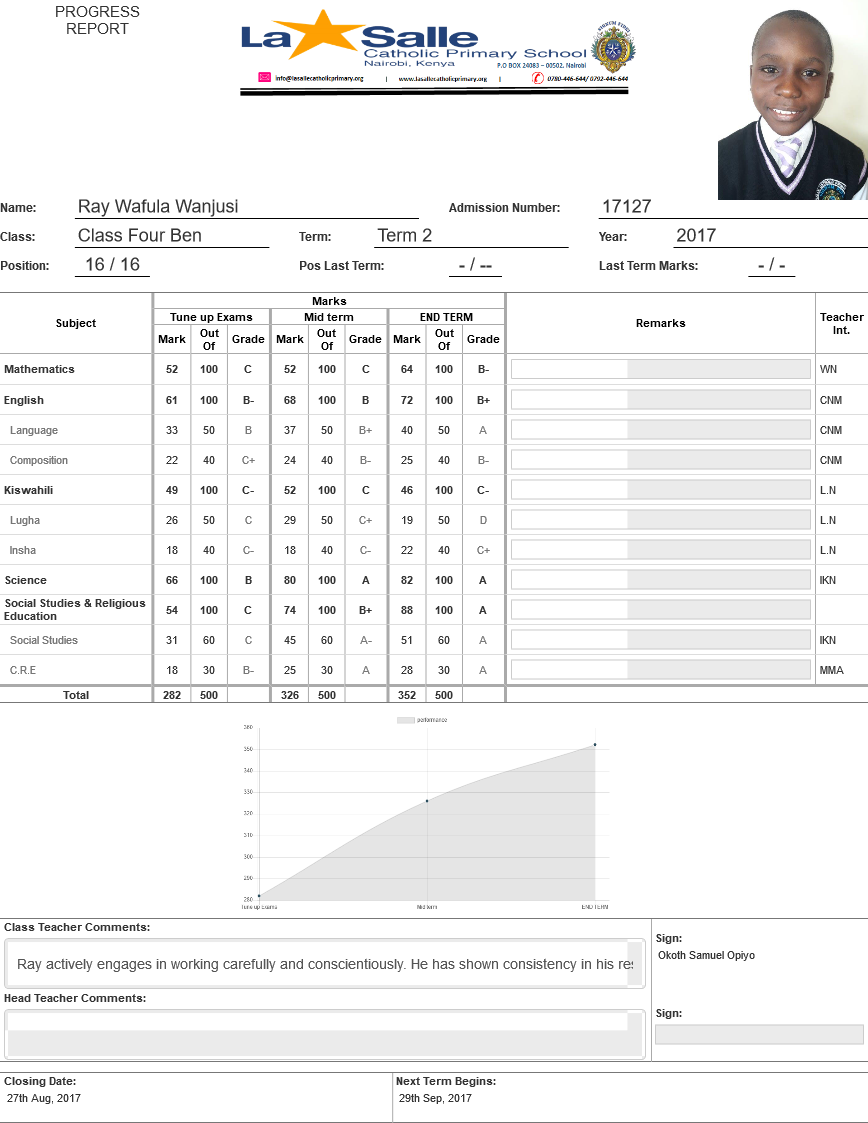 PROGRESS
REPORT
La Salle
Catholic Primary School
Nairobi, Kenya
P.O BOX 24083 – 00502, Nairobi
info@lasallecatholicprimary.org | www.lasallecatholicprimary.org | 0780-446-644/ 0792-446-644
Name: Ray Wafula Wanjusi Admission Number: 17127
Class: Class Four Ben Term: Term 2 Year: 2017
Position: 16 / 16 Pos Last Term: - / -- Last Term Marks: - / -
Subject Marks Remarks Teacher Int.
Tune up Exams Mid term END TERM
Mark Out Of Grade Mark Out Of Grade Mark Out Of Grade
Mathematics 52 100 C 52 100 C 64 100 B- WN
English 61 100 B- 68 100 B 72 100 B+ CNM
Language 33 50 B 37 50 B+ 40 50 A CNM
Composition 22 40 C+ 24 40 B- 25 40 B- CNM
Kiswahili 49 100 C- 52 100 C 46 100 C- L.N
Lugha 26 50 C 29 50 C+ 19 50 D L.N
Insha 18 40 C- 18 40 C- 22 40 C+ L.N
Science 66 100 B 80 100 A 82 100 A IKN
Social Studies & Religious
Education 54 100 C 74 100 B+ 88 100 A
Social Studies 31 60 C 45 60 A- 51 60 A IKN
C.R.E 18 30 B- 25 30 A 28 30 A MMA
Total 282 500 326 500 352 500
performance
360
350
340
330
320
310
300
290
280
Tune up Exams Mid term END TERM
Class Teacher Comments:
Ray actively engages in working carefully and conscientiously. He has shown consistency in his res
Sign:
Okoth Samuel Opiyo
Head Teacher Comments:
Sign:
Closing Date: Next Term Begins:
27th Aug, 2017 29th Sep, 2017